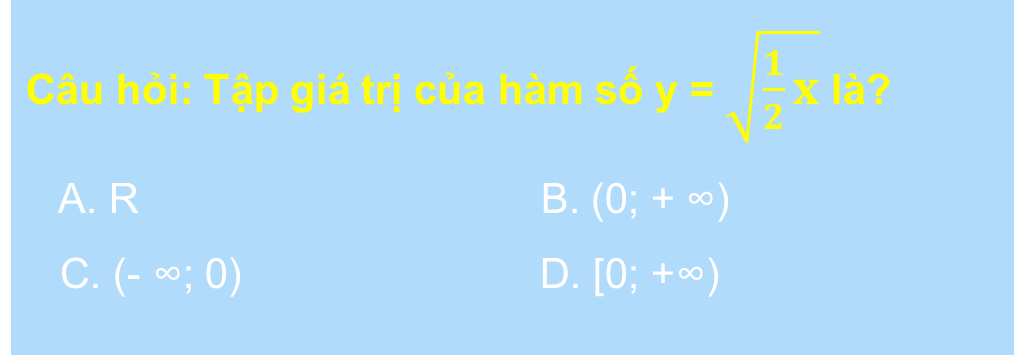 Câu hỏi: Tập giá trị của hàm số y = √(1/2 x) là?
A. R B. (0; + ∞)
C. (- ∞; 0) D. [0; +∞)